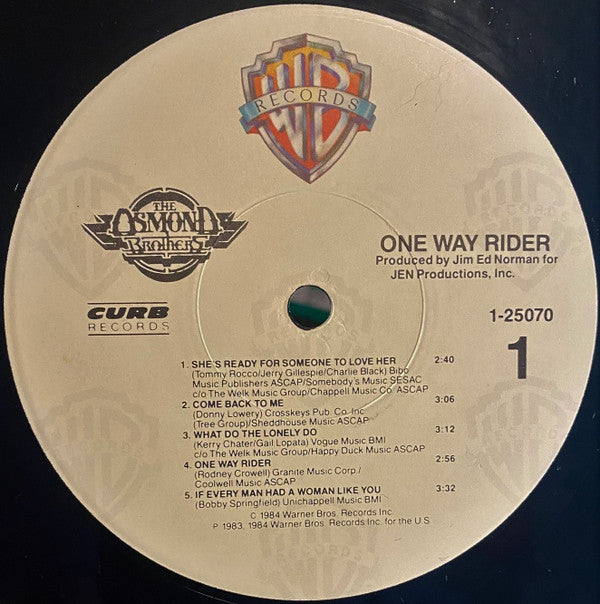 WB
RECORDS
THE
OSMOND
BROTHERS
CURB
RECORDS
ONE WAY RIDER
Produced by Jim Ed Norman for
JEN Productions, Inc.
1-25070
1
1. SHE'S READY FOR SOMEONE TO LOVE HER 2:40
(Tommy Rocco/Jerry Gillespie/Charlie Black) Bibo
Music Publishers ASCAP/Somebody's Music SESAC
c/o The Welk Music Group/Chappell Music Co. ASCAP
2. COME BACK TO ME 3:06
(Donny Lowery) Crosskeys Pub. Co. Inc.
(Tree Group)/Sheddhouse Music ASCAP
3. WHAT DO THE LONELY DO 3:12
(Kerry Chater/Gail Lopata) Vogue Music BMI
c/o The Welk Music Group/Happy Duck Music ASCAP
4. ONE WAY RIDER 2:56
(Rodney Crowell) Granite Music Corp./
Coolwell Music ASCAP
5. IF EVERY MAN HAD A WOMAN LIKE YOU 3:32
(Bobby Springfield) Unichappell Music BMI
© 1984 Warner Bros. Records Inc.
℗ 1983, 1984 Warner Bros. Records Inc. for the U.S.